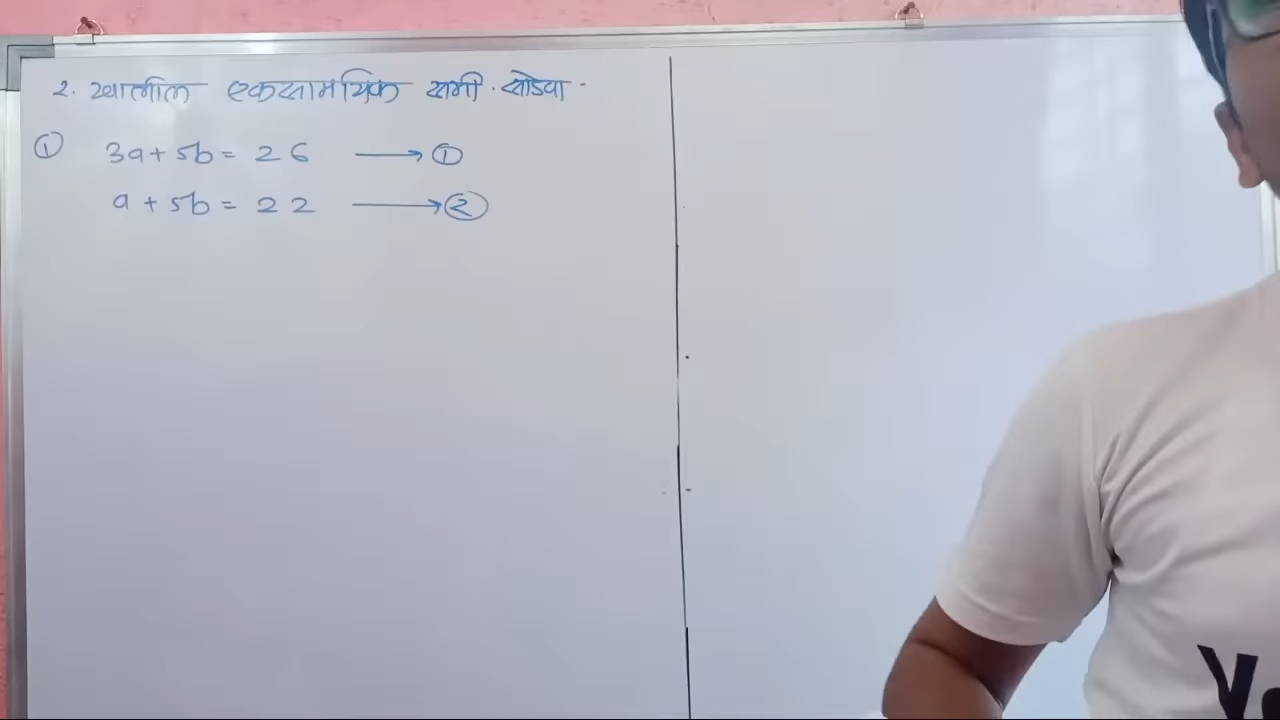 २. खालील एकसामयिक समी. सोडवा.
① 3a + 5b = 26 ⟶ ①
a + 5b = 22 ⟶ ②